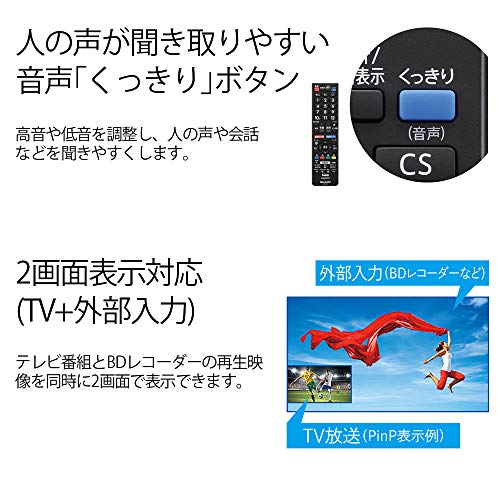 人の声が聞き取りやすい
音声「くっきり」ボタン
高音や低音を調整し、人の声や会話
などを聞きやすくします。
表示
くっきり
(音声)
CS
2画面表示対応
(TV+外部入力)
テレビ番組とBDレコーダーの再生映
像を同時に2画面で表示できます。
外部入力(BDレコーダーなど)
TV放送(PinP表示例)